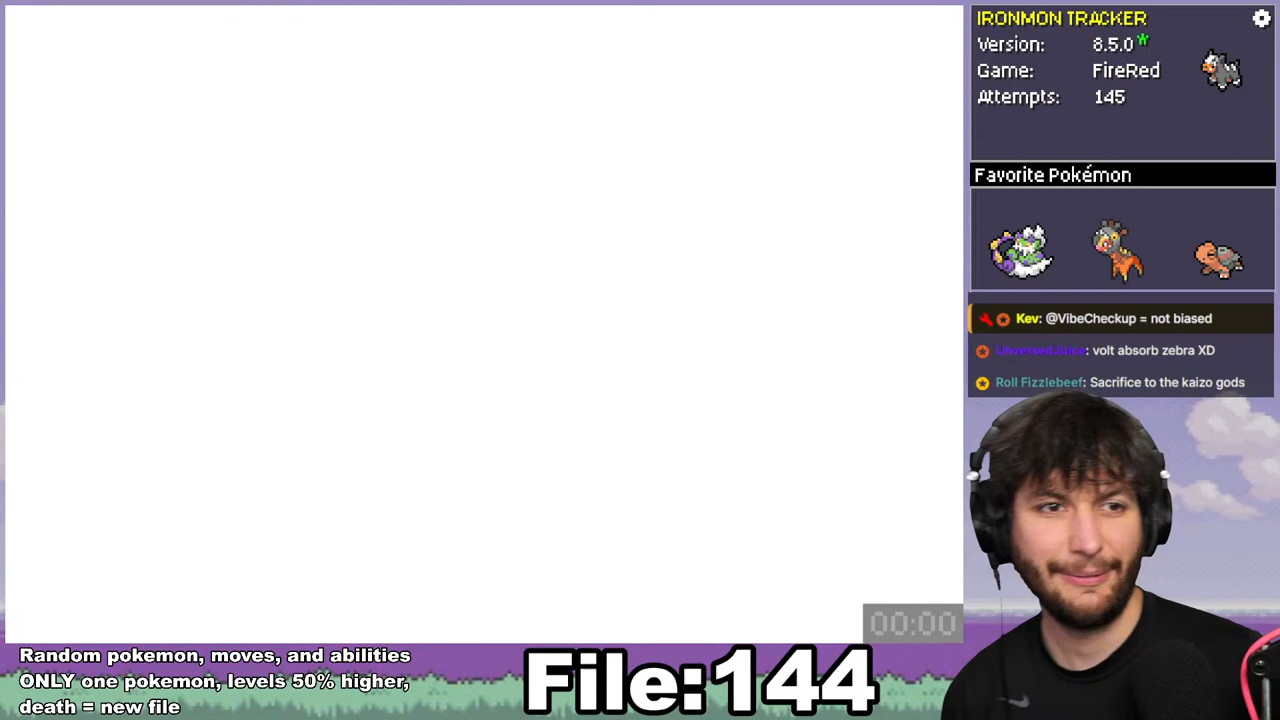 IRONMON TRACKER
Version: 8.5.0
Game: FireRed
Attempts: 145
Favorite Pokémon
Kev: @VibeCheckup = not biased
: volt absorb zebra XD
Roll Fizzlebeef: Sacrifice to the kaizo gods
00:00
Random pokemon, moves, and abilities
ONLY one pokemon, levels 50% higher,
death = new file
File:144